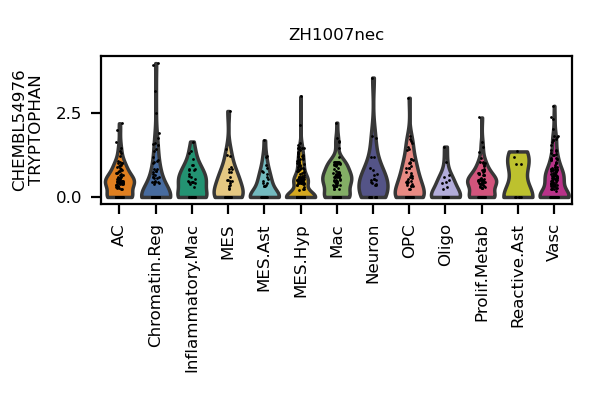 ZH1007nec
CHEMBL54976
TRYPTOPHAN
2.5
0.0
AC
Chromatin.Reg
Inflammatory.Mac
MES
MES.Ast
MES.Hyp
Mac
Neuron
OPC
Oligo
Prolif.Metab
Reactive.Ast
Vasc